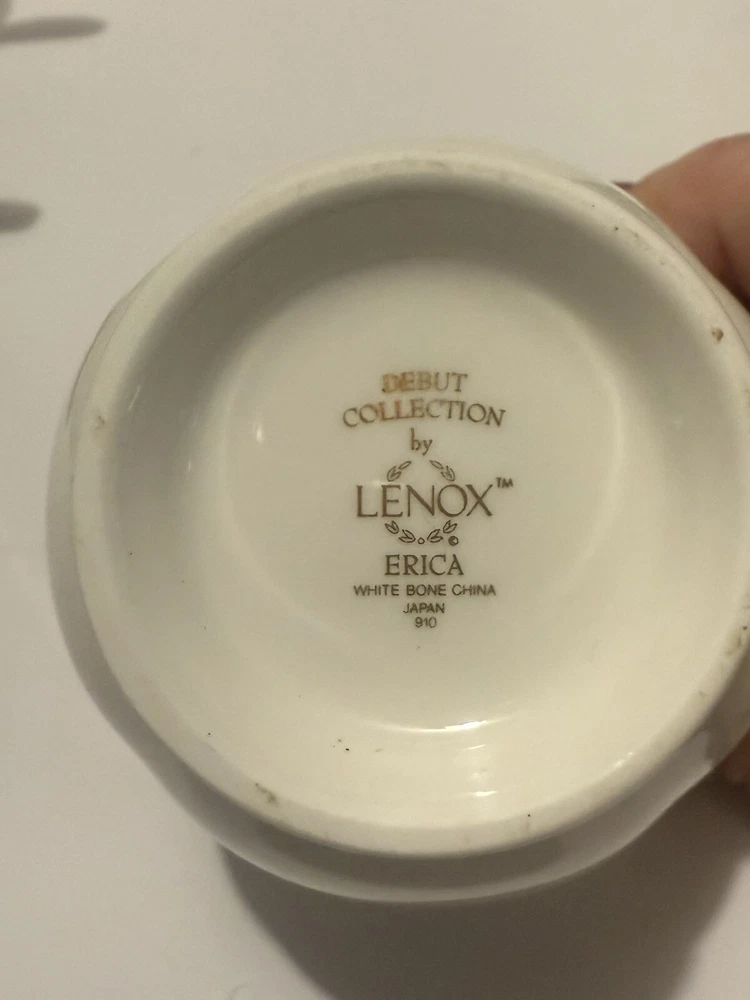 DEBUT
COLLECTION
by
LENOX™
©
ERICA
WHITE BONE CHINA
JAPAN
910